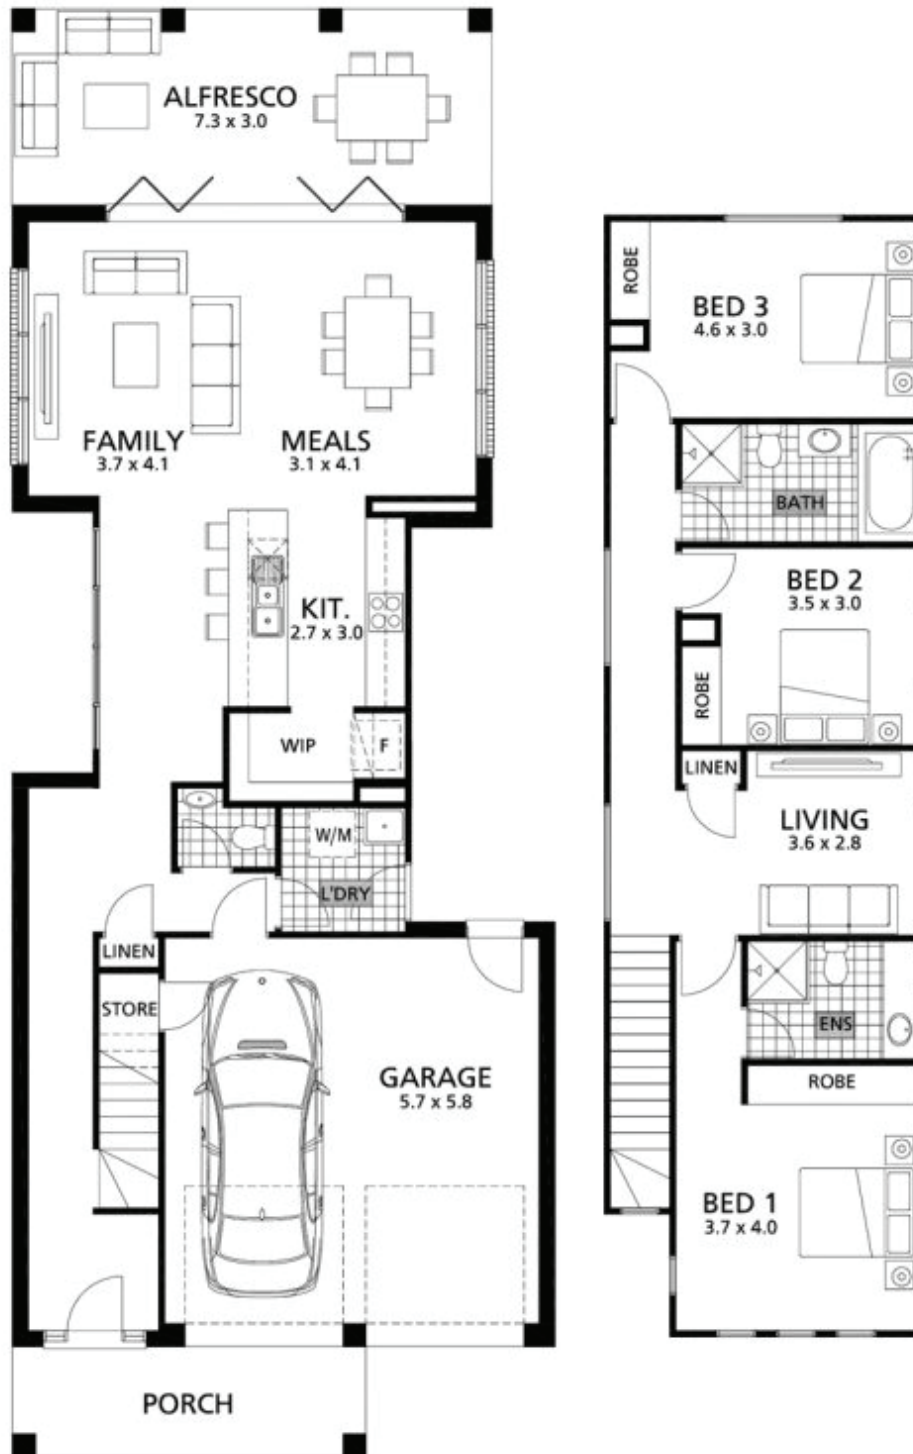 ALFRESCO
7.3 x 3.0
FAMILY
3.7 x 4.1
MEALS
3.1 x 4.1
KIT.
2.7 x 3.0
WIP
F
W/M
L'DRY
LINEN
STORE
GARAGE
5.7 x 5.8
PORCH
ROBE
BED 3
4.6 x 3.0
BATH
BED 2
3.5 x 3.0
ROBE
LINEN
LIVING
3.6 x 2.8
ENS
ROBE
BED 1
3.7 x 4.0